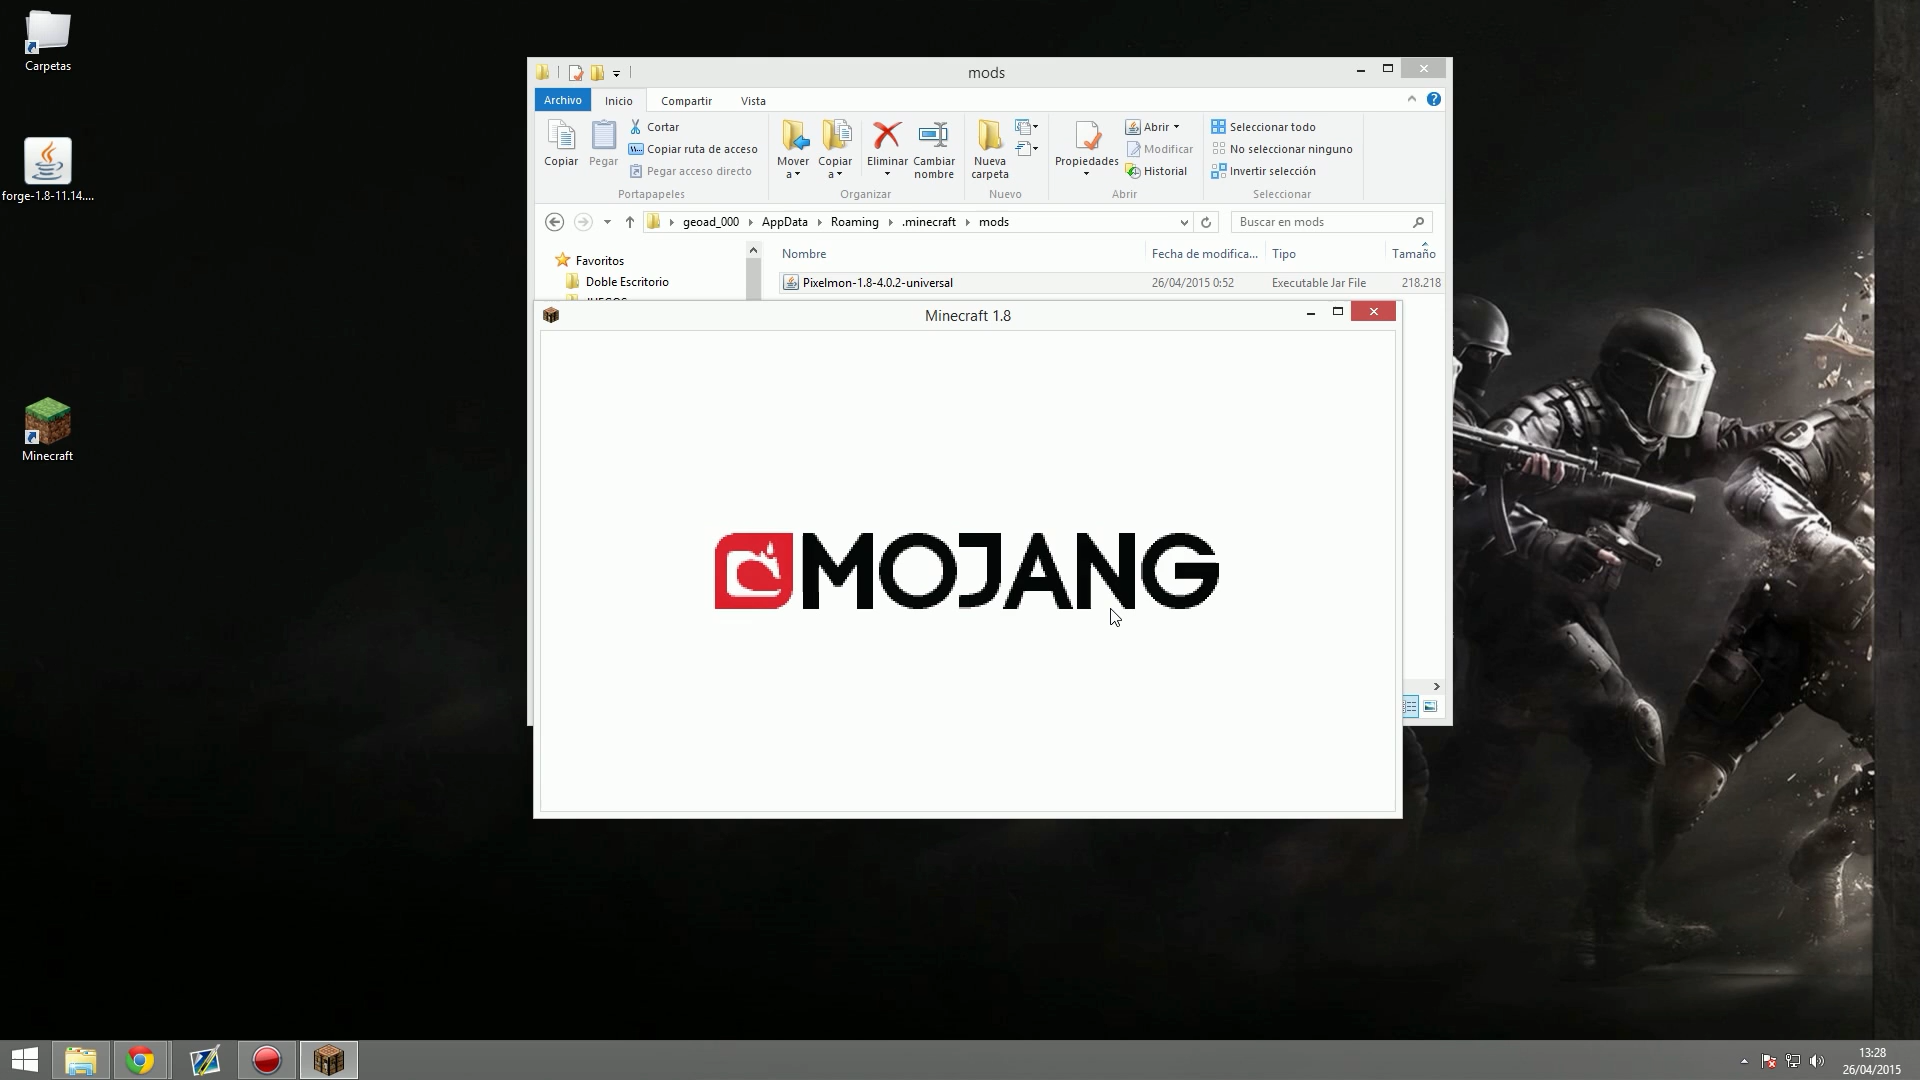 Carpetas
forge-1.8-11.14....
Minecraft
mods
Archivo
Inicio
Compartir
Vista
Copiar
Pegar
Cortar
Copiar ruta de acceso
Pegar acceso directo
Portapapeles
Mover a
Copiar a
Eliminar
Cambiar nombre
Organizar
Nueva carpeta
Nuevo
Propiedades
Abrir
Modificar
Historial
Abrir
Seleccionar todo
No seleccionar ninguno
Invertir selección
Seleccionar
geoad_000
AppData
Roaming
.minecraft
mods
Buscar en mods
Favoritos
Doble Escritorio
Nombre
Fecha de modifica...
Tipo
Tamaño
Pixelmon-1.8-4.0.2-universal
26/04/2015 0:52
Executable Jar File
218.218
Minecraft 1.8
MOJANG
13:28
26/04/2015